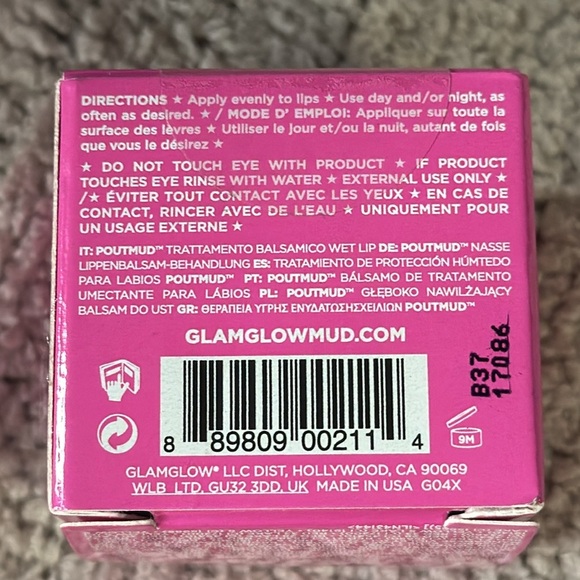 DIRECTIONS ★ Apply evenly to lips ★ Use day and/or night, as
often as desired. ★ / MODE D' EMPLOI: Appliquer sur toute la
surface des lèvres ★ Utiliser le jour et/ou la nuit, autant de fois
que vous le désirez ★
★ DO NOT TOUCH EYE WITH PRODUCT ★ IF PRODUCT
TOUCHES EYE RINSE WITH WATER ★ EXTERNAL USE ONLY ★
/★ ÉVITER TOUT CONTACT AVEC LES YEUX ★ EN CAS DE
CONTACT, RINCER AVEC DE L'EAU ★ UNIQUEMENT POUR
UN USAGE EXTERNE ★
IT: POUTMUD™ TRATTAMENTO BALSAMICO WET LIP DE: POUTMUD™ NASSE
LIPPENBALSAM-BEHANDLUNG ES: TRATAMIENTO DE PROTECCIÓN HÚMTEDO
PARA LABIOS POUTMUD™ PT: POUTMUD™ BÁLSAMO DE TRATAMENTO
UMECTANTE PARA LÁBIOS PL: POUTMUD™ GŁĘBOKO NAWILŻAJĄCY
BALSAM DO UST GR: ΘΕΡΑΠΕΙΑ ΥΓΡΗΣ ΕΝΥΔΑΤΩΣΗΣΧΕΙΛΙΩΝ POUTMUD™
GLAMGLOWMUD.COM
B37
17086
8 89809 00211 4
9M
GLAMGLOW® LLC DIST, HOLLYWOOD, CA 90069
WLB LTD. GU32 3DD. UK MADE IN USA G04X